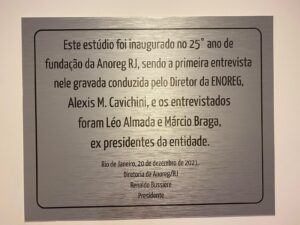 Este estúdio foi inaugurado no 25° ano de
fundação da Anoreg RJ, sendo a primeira entrevista
nele gravada conduzida pelo Diretor da ENOREG,
Alexis M. Cavichini, e os entrevistados
foram Léo Almada e Márcio Braga,
ex presidentes da entidade.
Rio de Janeiro, 20 de dezembro de 2021.
Diretoria da Anoreg/RJ
Renaldo Bussiere
Presidente